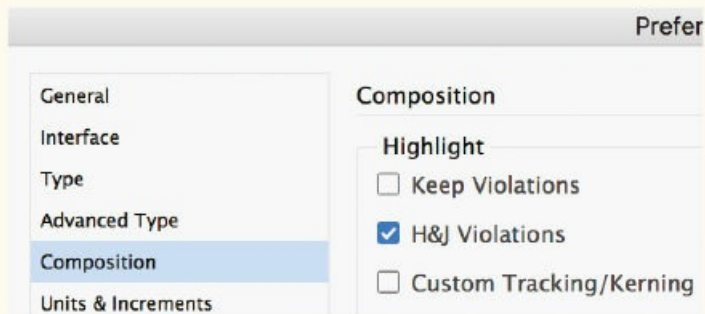 Prefer
General
Interface
Type
Advanced Type
Composition
Units & Increments
Composition
Highlight
Keep Violations
H&J Violations
Custom Tracking/Kerning